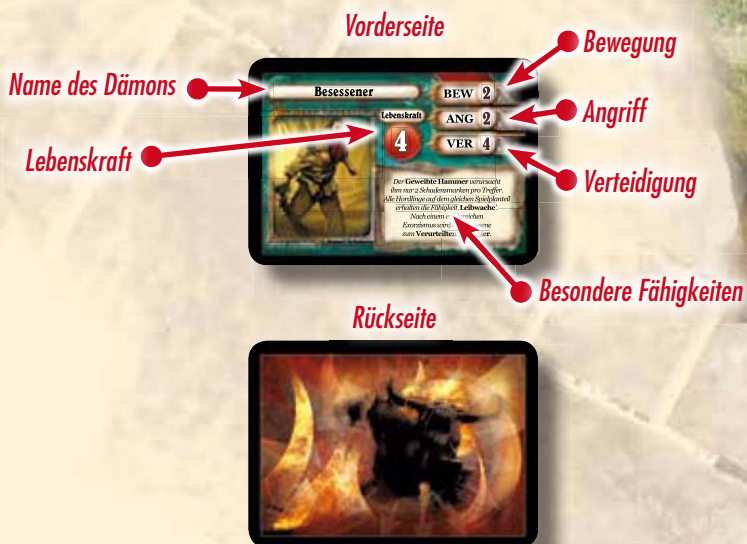 Vorderseite
Name des Dämons
Besessener
BEW 2
Bewegung
Lebenskraft
Lebenskraft
4
ANG 2
Angriff
VER 4
Verteidigung
Der Geweihte Hammer verursacht
ihm nur 2 Schadensmarken pro Treffer.
Alle Hordlinge auf dem gleichen Spielplanteil
erhalten die Fähigkeit 'Leibwache'.
Nach einem
Exorzismus wird
zum
Besondere Fähigkeiten
Rückseite